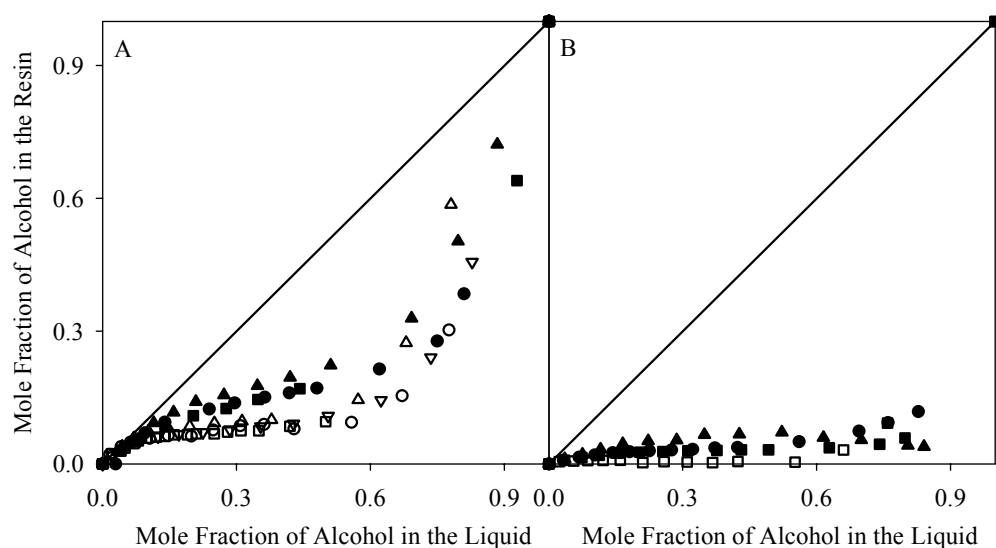 Mole Fraction of Alcohol in the Resin
A
B
0.9
0.6
0.3
0.0
0.0 0.3 0.6 0.9 0.0 0.3 0.6 0.9
Mole Fraction of Alcohol in the Liquid Mole Fraction of Alcohol in the Liquid